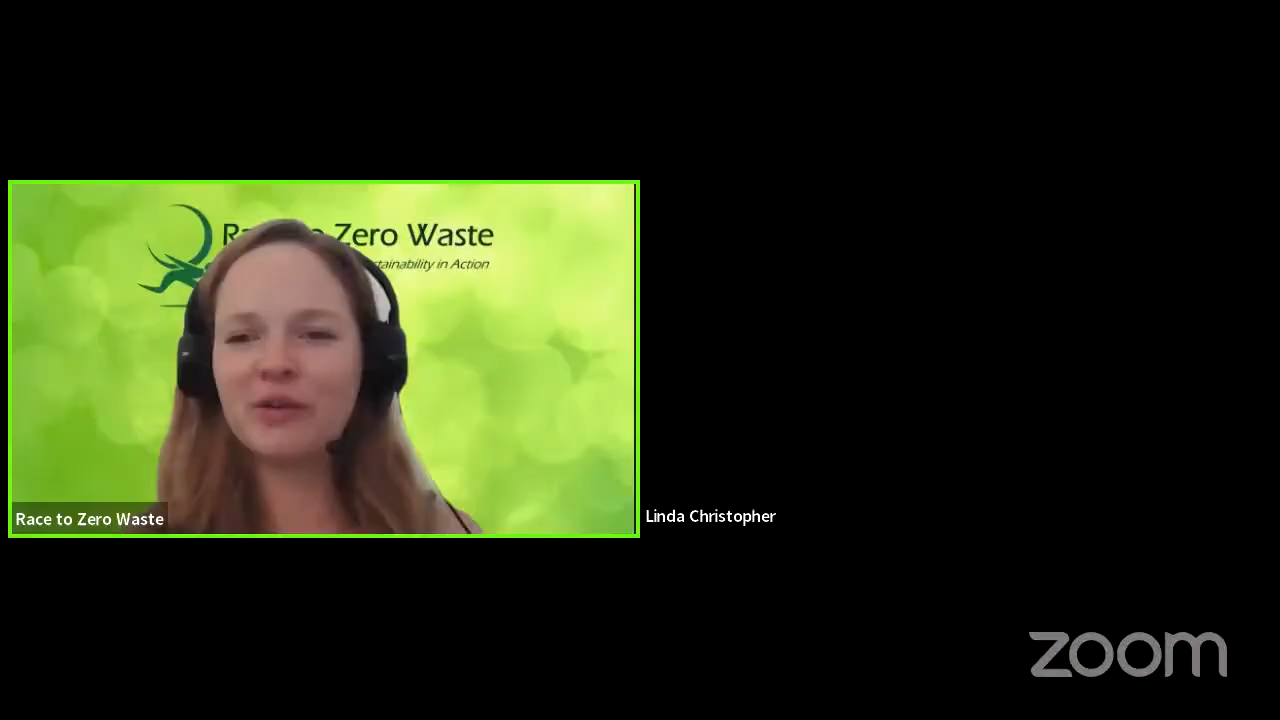 Zero Waste
stainability in Action
Race to Zero Waste
Linda Christopher
zoom